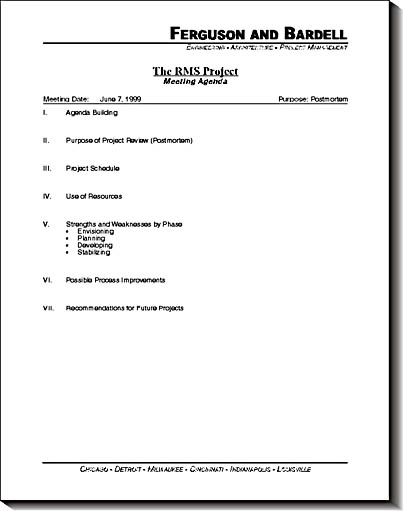 FERGUSON AND BARDELL
ENGINEERING • ARCHITECTURE • PROJECT MANAGEMENT
The RMS Project
Meeting Agenda
Meeting Date: June 7, 1999 Purpose: Postmortem
I. Agenda Building
II. Purpose of Project Review (Postmortem)
III. Project Schedule
IV. Use of Resources
V. Strengths and Weaknesses by Phase
• Envisioning
• Planning
• Developing
• Stabilizing
VI. Possible Process Improvements
VII. Recommendations for Future Projects
CHICAGO • DETROIT • MILWAUKEE • CINCINNATI • INDIANAPOLIS • LOUISVILLE